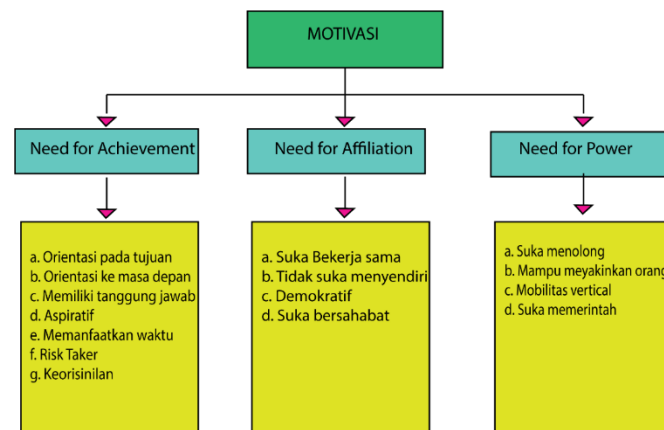 MOTIVASI
Need for Achievement
Need for Affiliation
Need for Power
a. Orientasi pada tujuan
b. Orientasi ke masa depan
c. Memiliki tanggung jawab
d. Aspiratif
e. Memanfaatkan waktu
f. Risk Taker
g. Keorisinilan
a. Suka Bekerja sama
b. Tidak suka menyendiri
c. Demokratif
d. Suka bersahabat
a. Suka menolong
b. Mampu meyakinkan orang
c. Mobilitas vertical
d. Suka memerintah